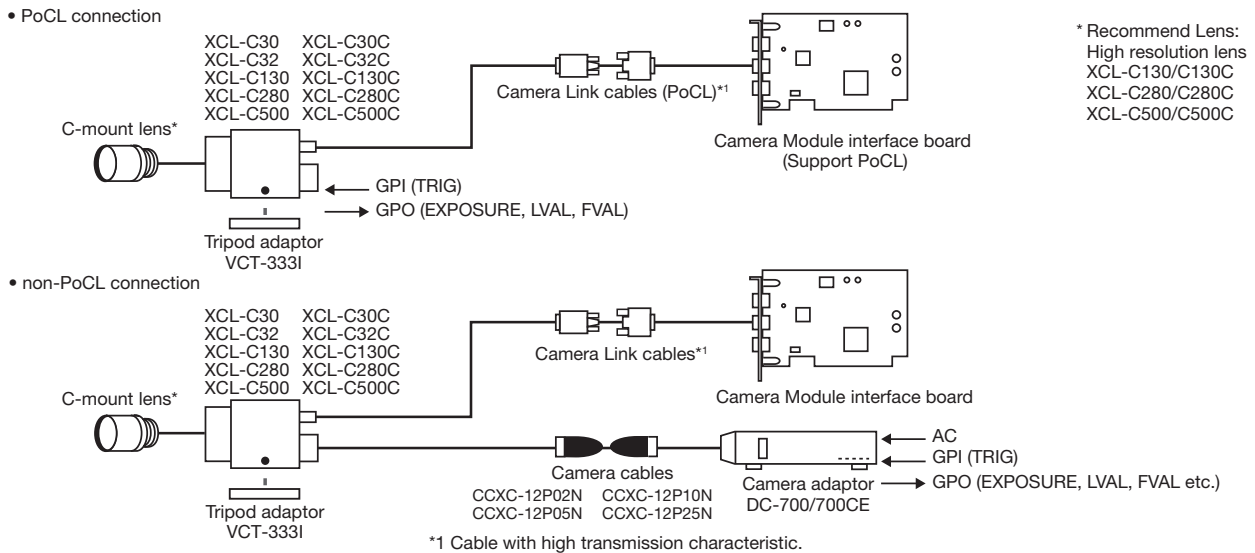 • PoCL connection
XCL-C30 XCL-C30C
XCL-C32 XCL-C32C
XCL-C130 XCL-C130C
XCL-C280 XCL-C280C
XCL-C500 XCL-C500C
C-mount lens*
Camera Link cables (PoCL)*1
Camera Module interface board
(Support PoCL)
* Recommend Lens:
High resolution lens
XCL-C130/C130C
XCL-C280/C280C
XCL-C500/C500C
GPI (TRIG)
GPO (EXPOSURE, LVAL, FVAL)
Tripod adaptor
VCT-333I
• non-PoCL connection
XCL-C30 XCL-C30C
XCL-C32 XCL-C32C
XCL-C130 XCL-C130C
XCL-C280 XCL-C280C
XCL-C500 XCL-C500C
C-mount lens*
Camera Link cables*1
Camera Module interface board
Camera cables
CCXC-12P02N CCXC-12P10N
CCXC-12P05N CCXC-12P25N
Camera adaptor
DC-700/700CE
AC
GPI (TRIG)
GPO (EXPOSURE, LVAL, FVAL etc.)
Tripod adaptor
VCT-333I
*1 Cable with high transmission characteristic.